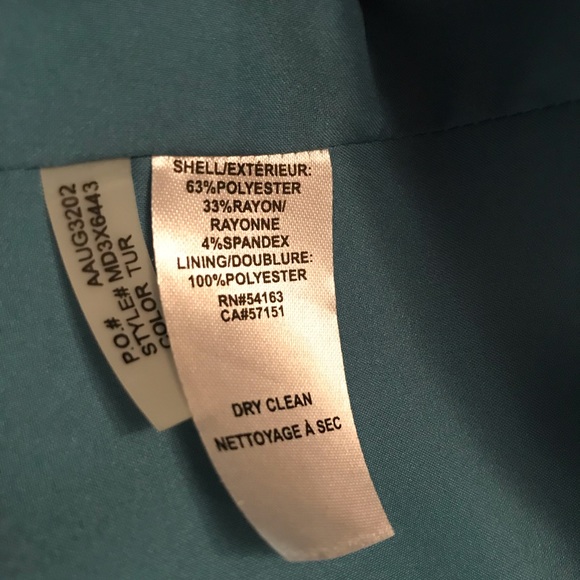 P.O.# AAUG3202
STYLE# MD3X6443
COLOR TUR
SHELL/EXTÉRIEUR:
63%POLYESTER
33%RAYON/
RAYONNE
4%SPANDEX
LINING/DOUBLURE:
100%POLYESTER
RN#54163
CA#57151
DRY CLEAN
NETTOYAGE À SEC